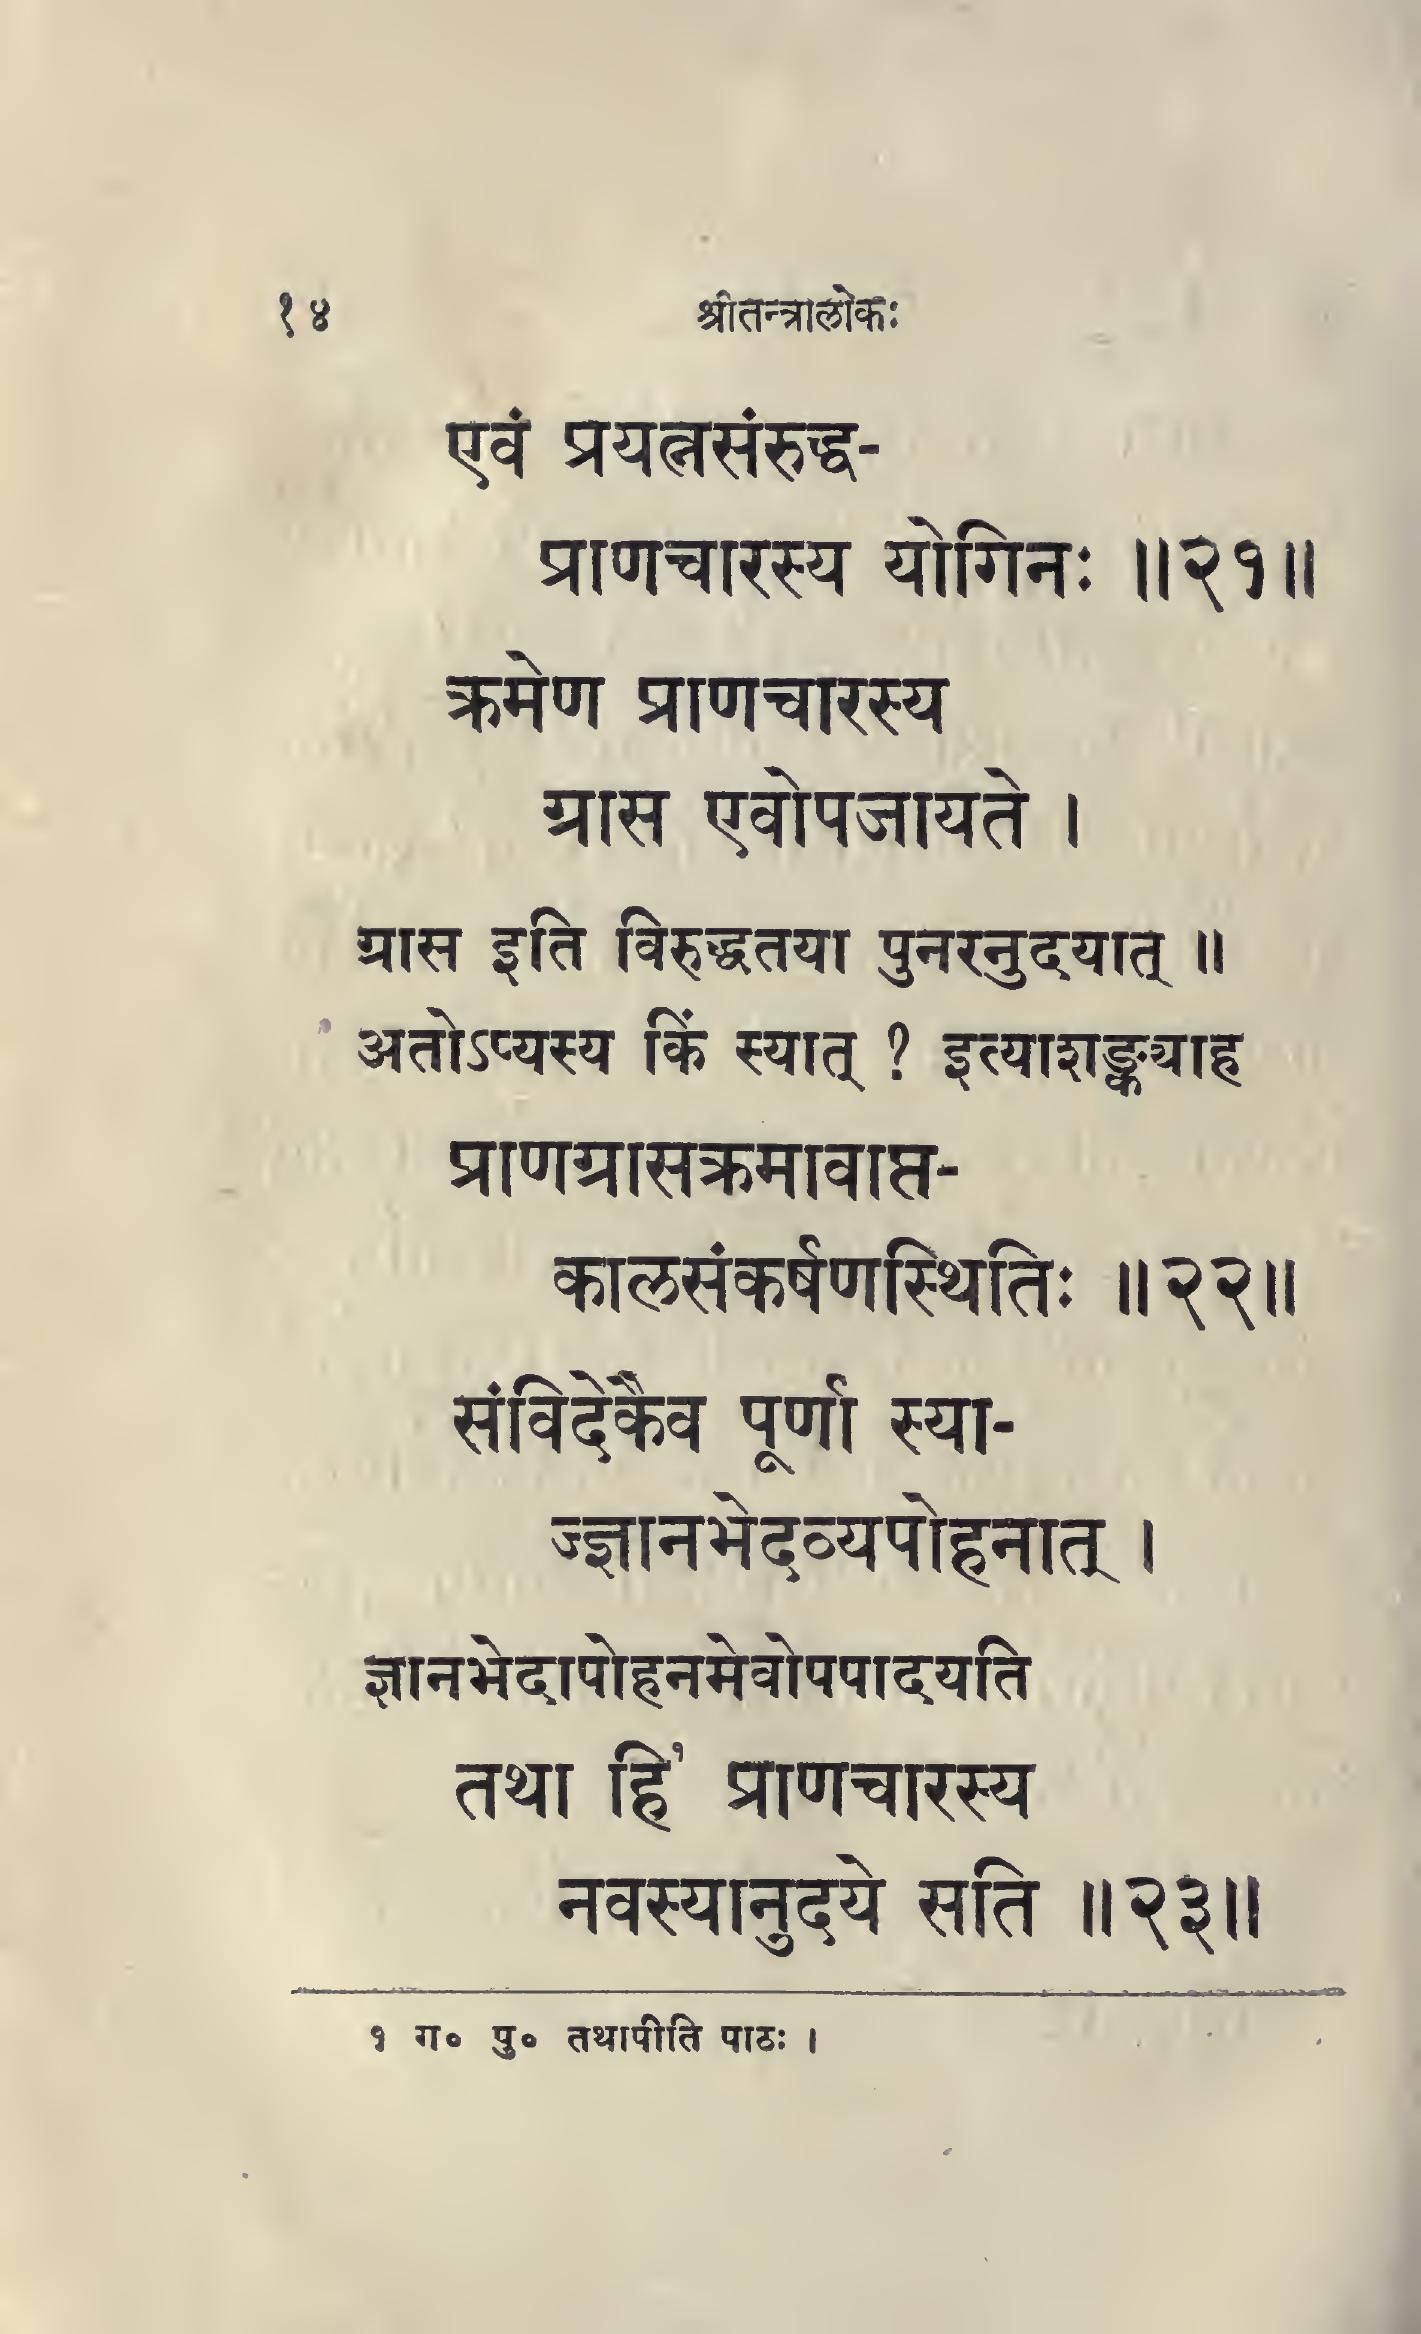 १४ श्रीतन्त्रालोकः
एवं प्रयत्नसंरुद्ध-
प्राणचारस्य योगिनः ॥२१॥
क्रमेण प्राणचारस्य
ग्रास एवोपजायते ।
ग्रास इति विरुद्धतया पुनरनुदयात् ॥
अतोऽप्यस्य किं स्यात् ? इत्याशङ्क्याह
प्राणग्रासक्रमावाप्त-
कालसंकर्षणस्थितिः ॥२२॥
संविदेकैव पूर्णा स्या-
ज्ज्ञानभेदव्यपोहनात् ।
ज्ञानभेदापोहनमेवोपपादयति
तथा हि१ प्राणचारस्य
नवस्यानुदये सति ॥२३॥
१ ग० पु० तथापीति पाठः ।